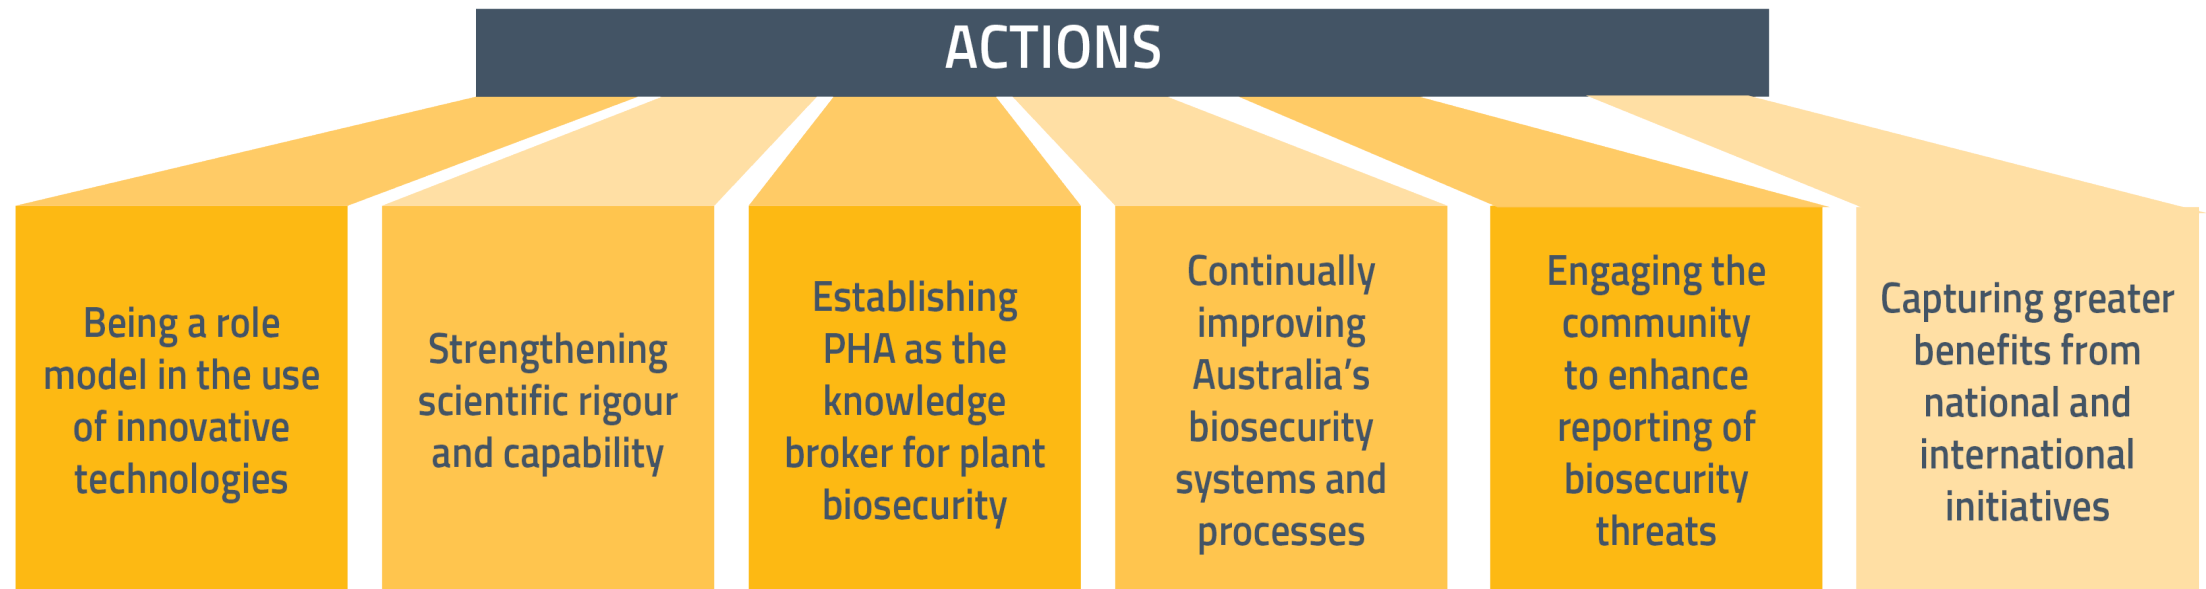 ACTIONS
Being a role
model in the use
of innovative
technologies
Strengthening
scientific rigour
and capability
Establishing
PHA as the
knowledge
broker for plant
biosecurity
Continually
improving
Australia’s
biosecurity
systems and
processes
Engaging the
community
to enhance
reporting of
biosecurity
threats
Capturing greater
benefits from
national and
international
initiatives